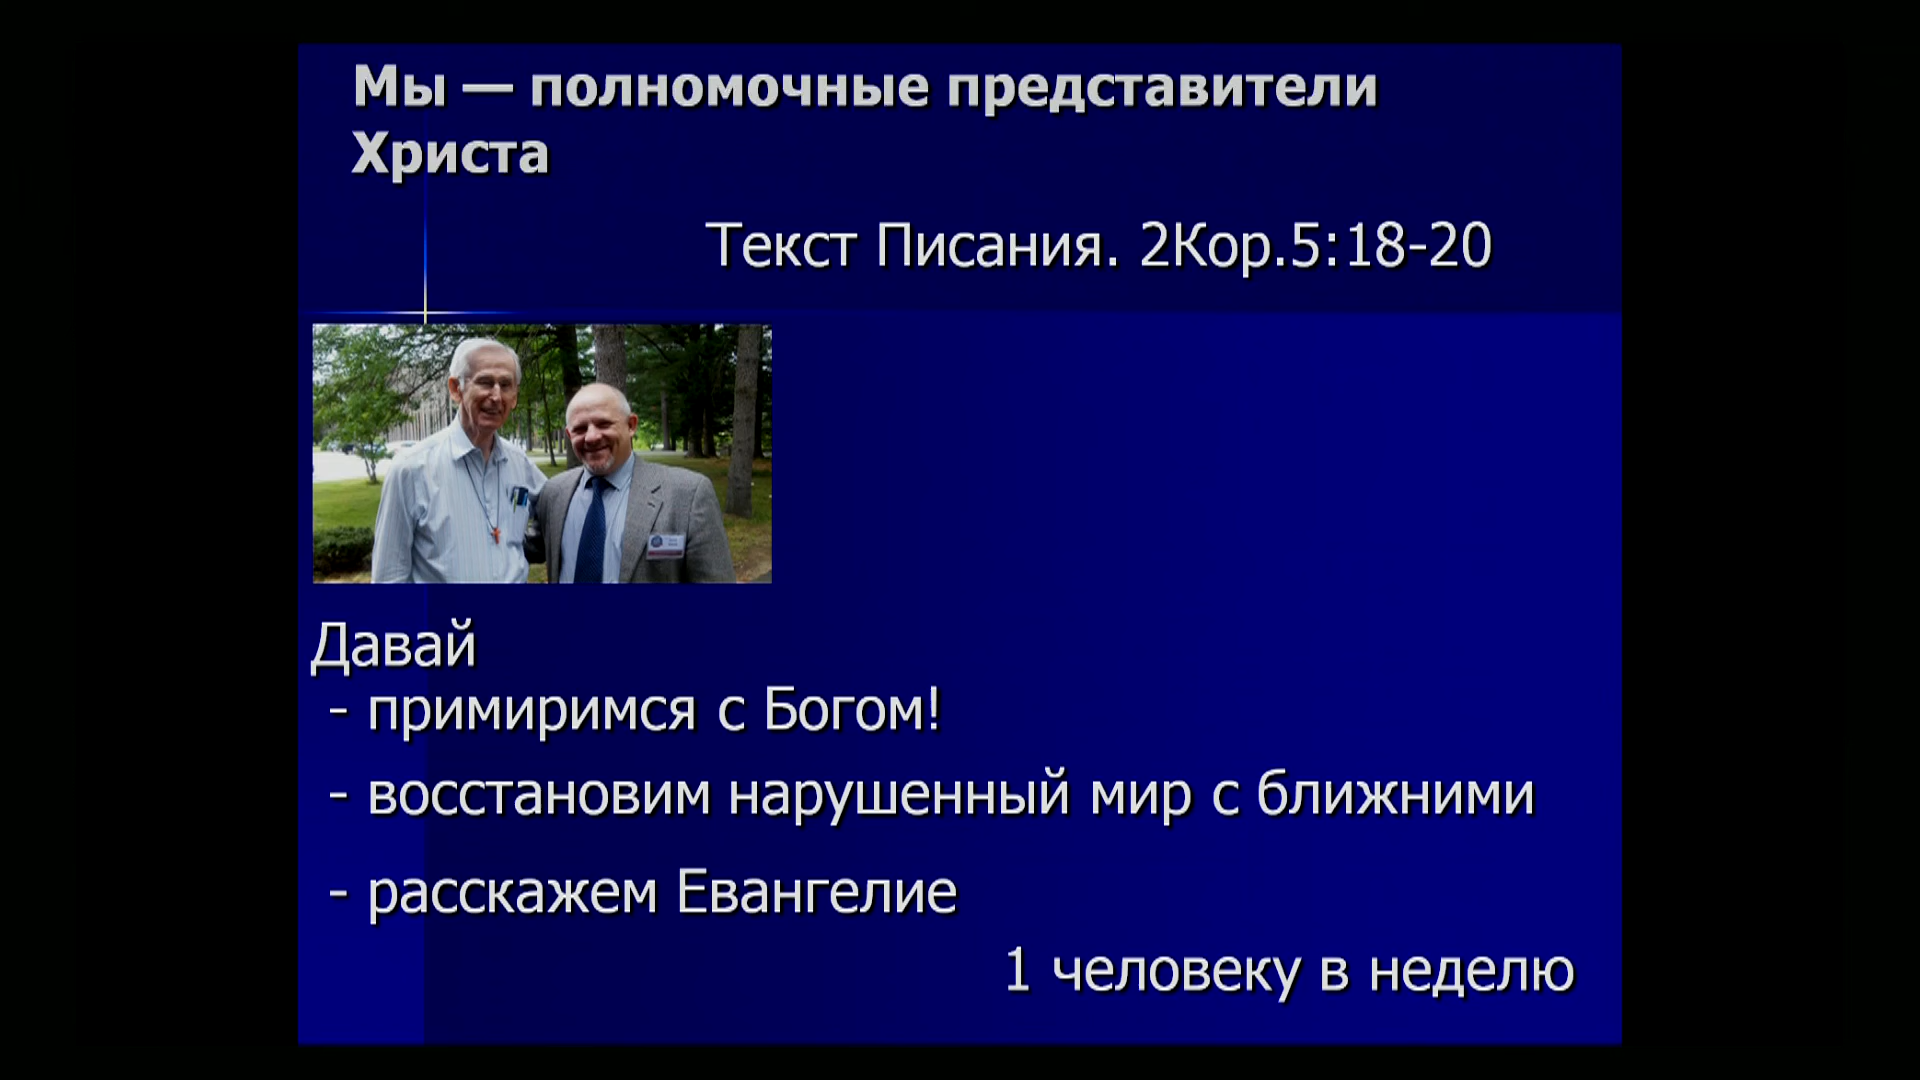 Мы — полномочные представители
Христа
Текст Писания. 2Кор.5:18-20
Давай
- примиримся с Богом!
- восстановим нарушенный мир с ближними
- расскажем Евангелие
1 человеку в неделю